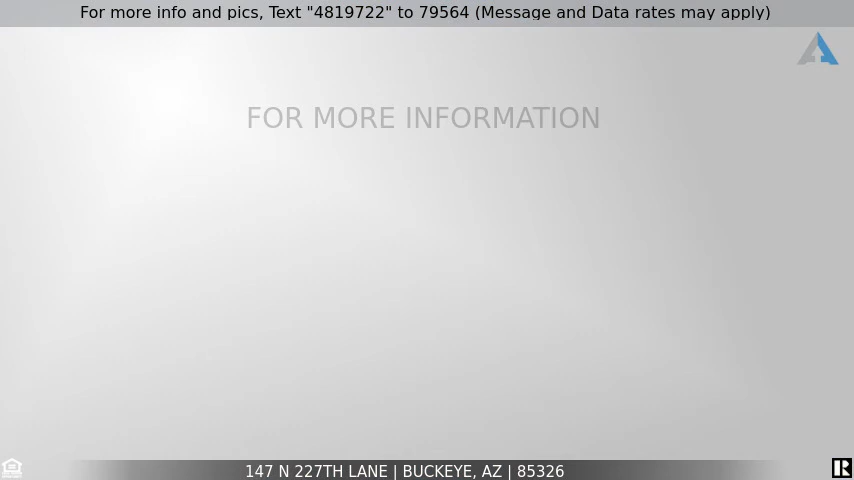 For more info and pics, Text "4819722" to 79564 (Message and Data rates may apply)
FOR MORE INFORMATION
147 N 227TH LANE | BUCKEYE, AZ | 85326